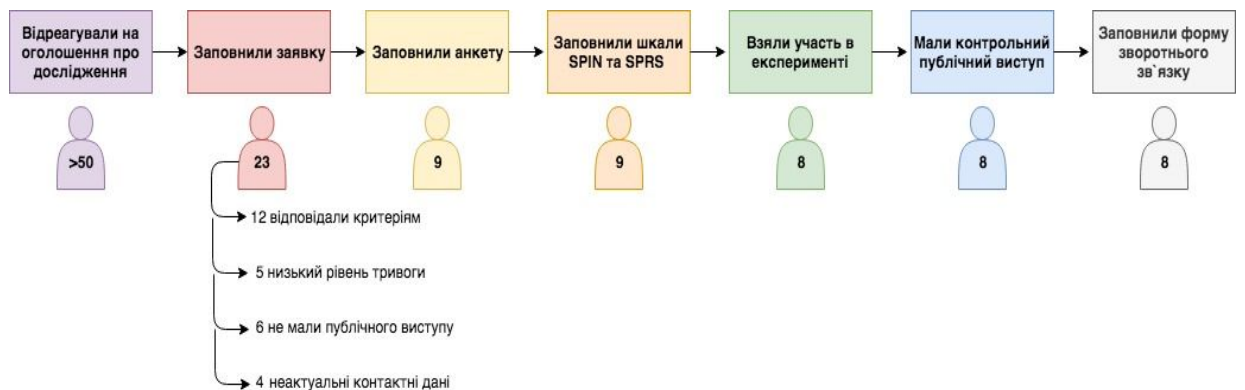 Відреагували на
оголошення про
дослідження
Заповнили заявку
Заповнили анкету
Заповнили шкали
SPIN та SPRS
Взяли участь в
експерименті
Мали контрольний
публічний виступ
Заповнили форму
зворотнього
зв`язку
>50
23
9
9
8
8
8
12 відповідали критеріям
5 низький рівень тривоги
6 не мали публічного виступу
4 неактуальні контактні дані